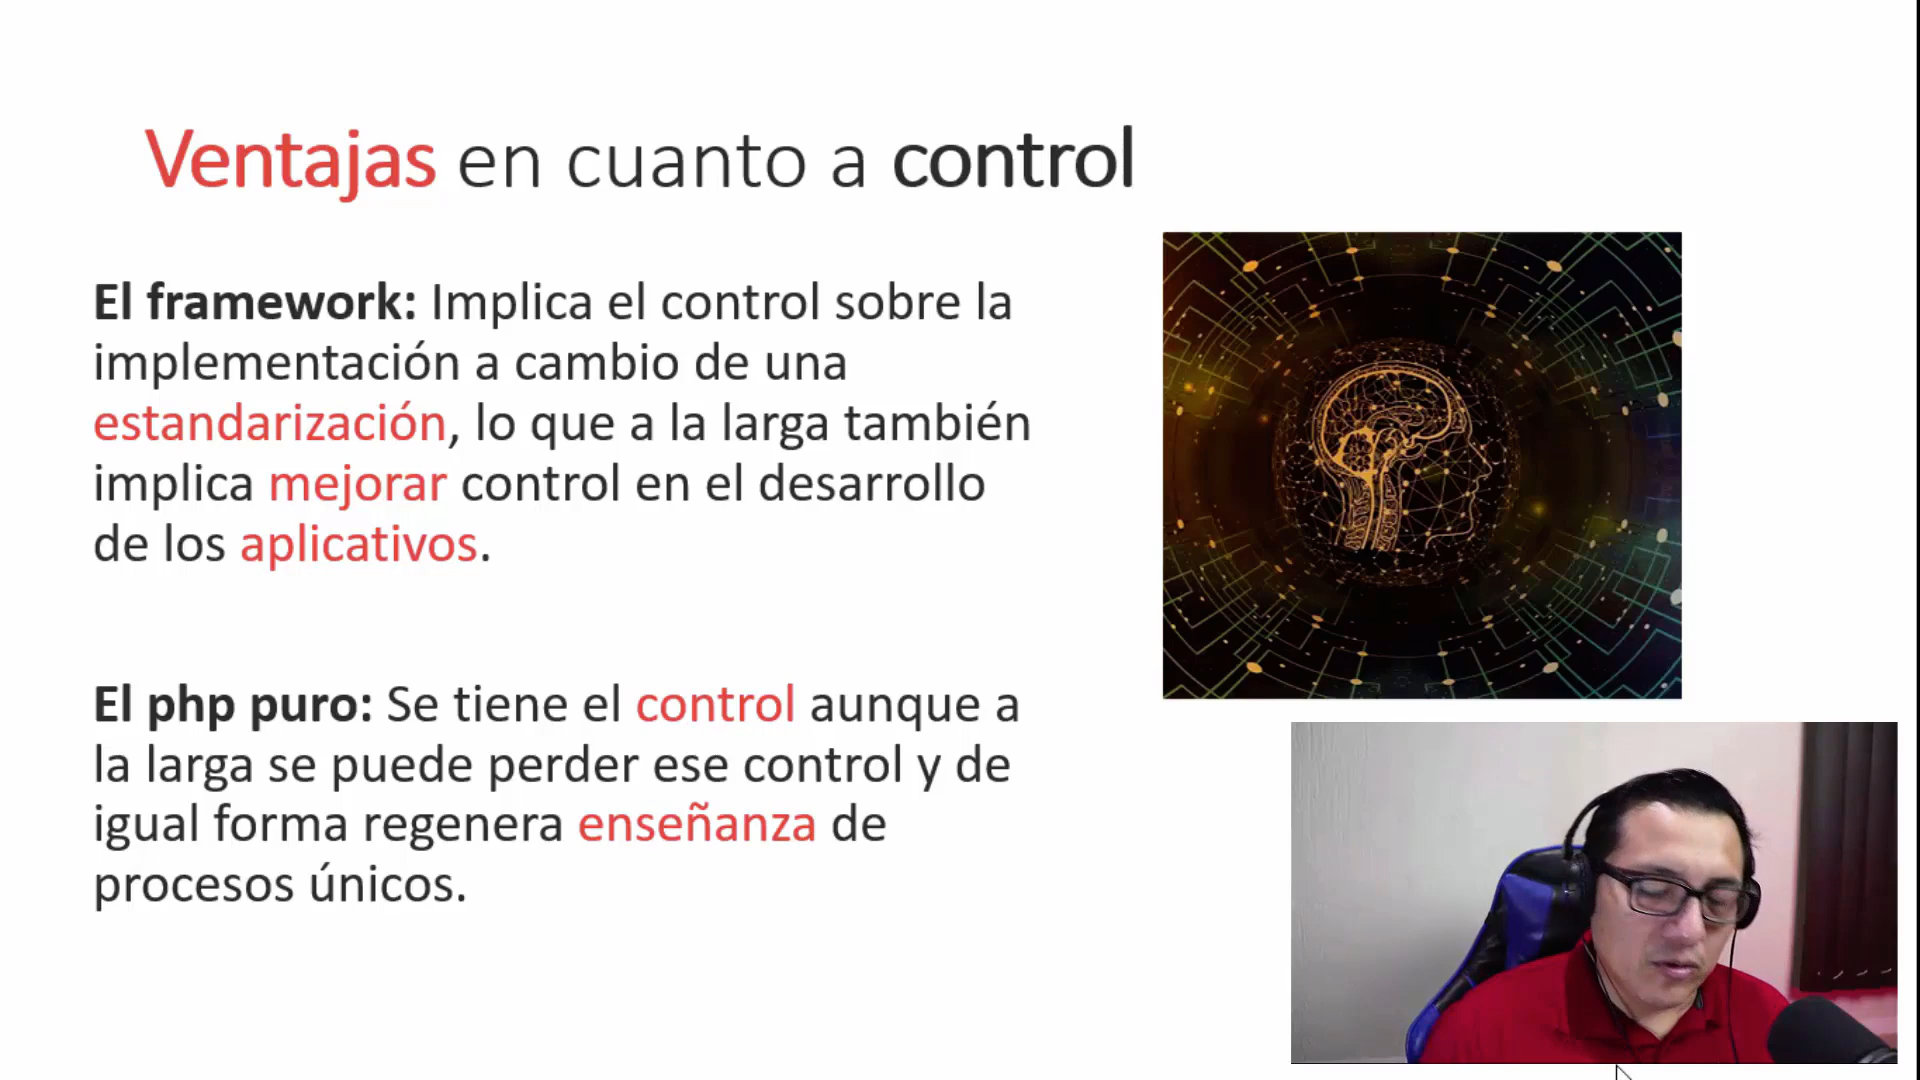 Ventajas en cuanto a control
El framework: Implica el control sobre la
implementación a cambio de una
estandarización, lo que a la larga también
implica mejorar control en el desarrollo
de los aplicativos.
El php puro: Se tiene el control aunque a
la larga se puede perder ese control y de
igual forma regenera enseñanza de
procesos únicos.